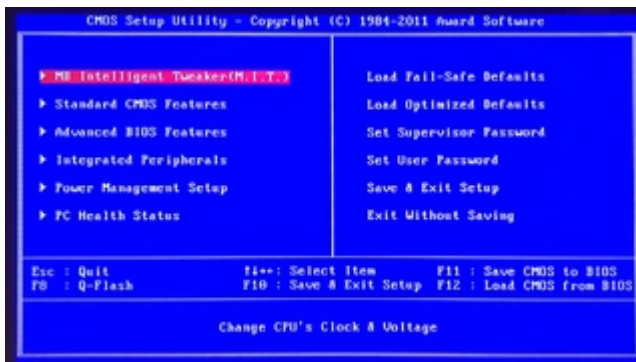 CMOS Setup Utility - Copyright (C) 1984-2011 Award Software
▶ MB Intelligent Tweaker(M.I.T.)
▶ Standard CMOS Features
▶ Advanced BIOS Features
▶ Integrated Peripherals
▶ Power Management Setup
▶ PC Health Status
Load Fail-Safe Defaults
Load Optimized Defaults
Set Supervisor Password
Set User Password
Save & Exit Setup
Exit Without Saving
Esc : Quit ↑↓→←: Select Item F11 : Save CMOS to BIOS
F8 : Q-Flash F10 : Save & Exit Setup F12 : Load CMOS from BIOS
Change CPU's Clock & Voltage